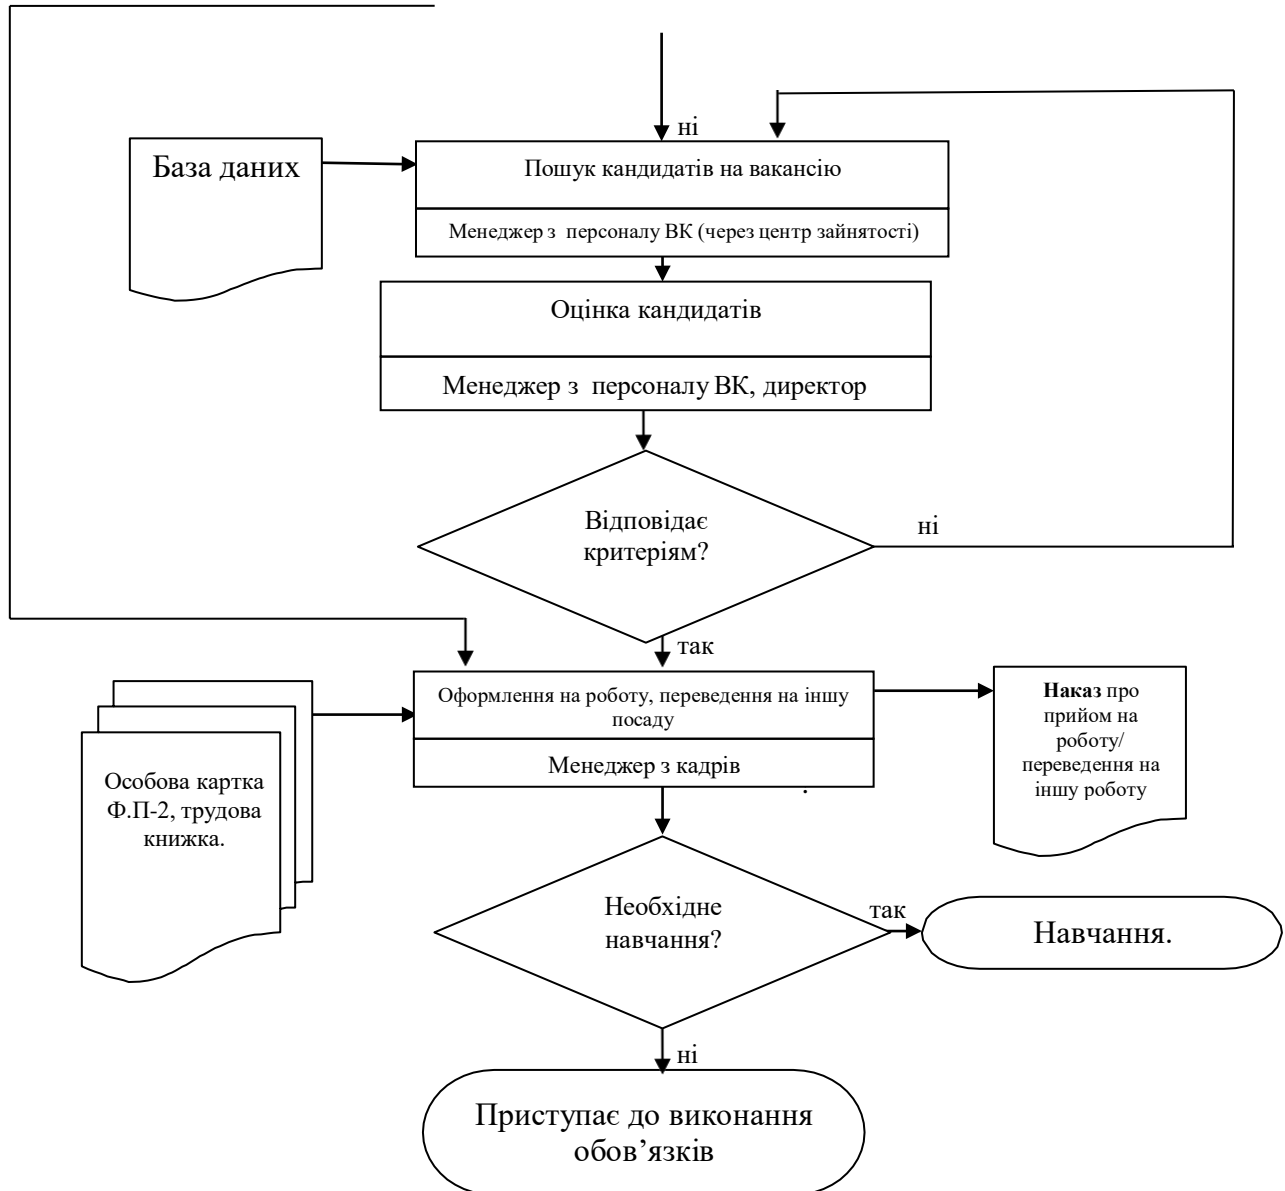 ні
База даних
Пошук кандидатів на вакансію
Менеджер з персоналу ВК (через центр зайнятості)
Оцінка кандидатів
Менеджер з персоналу ВК, директор
Відповідає
критеріям?
ні
так
Оформлення на роботу, переведення на іншу
посаду
Менеджер з кадрів
.
Наказ про
прийом на
роботу/
переведення на
іншу роботу
Особова картка
Ф.П-2, трудова
книжка.
Необхідне
навчання?
так
Навчання.
ні
Приступає до виконання
обов’язків